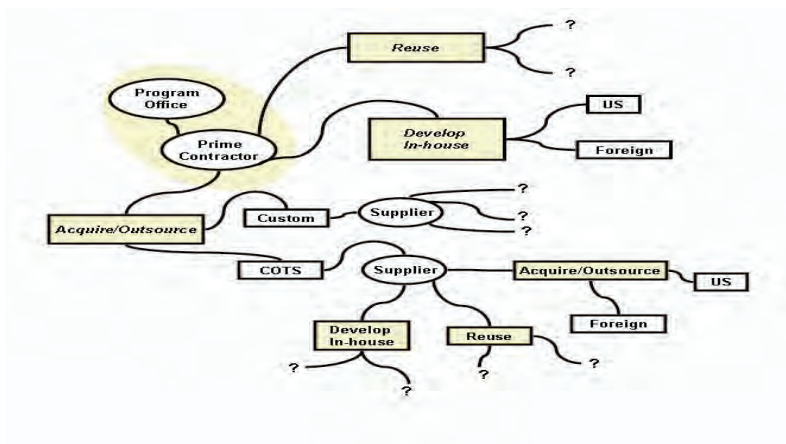 Reuse
?
?
Program
Office
US
Develop
In-house
Prime
Contractor
Foreign
?
Custom
Supplier
?
Acquire/Outsource
?
COTS
Supplier
Acquire/Outsource
US
Foreign
Develop
In-house
Reuse
?
?
?
?